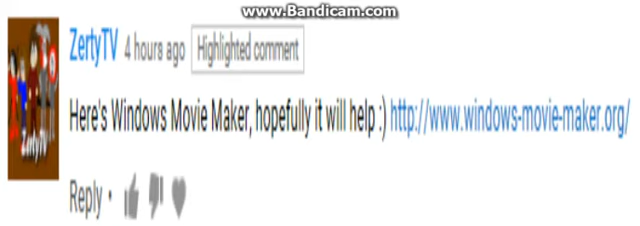 www.Bandicam.com
ZertyTV 4 hours ago Highlighted comment
Here's Windows Movie Maker, hopefully it will help :) http://www.windows-movie-maker.org/
ZertyTV
Reply •